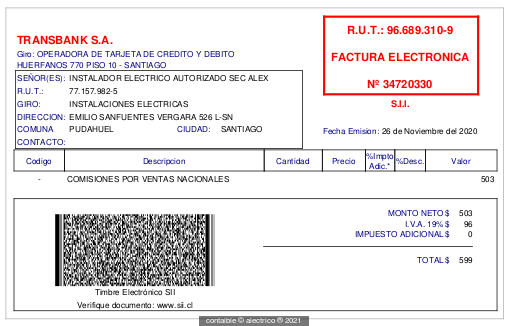 R.U.T.: 96.689.310-9
FACTURA ELECTRONICA
Nº 34720330
S.I.I.
TRANSBANK S.A.
Giro: OPERADORA DE TARJETA DE CREDITO Y DEBITO
HUERFANOS 770 PISO 10 - SANTIAGO
SEÑOR(ES): INSTALADOR ELECTRICO AUTORIZADO SEC ALEX
R.U.T.: 77.157.982-5
GIRO: INSTALACIONES ELECTRICAS
DIRECCION: EMILIO SANFUENTES VERGARA 526 L-SN
COMUNA PUDAHUEL CIUDAD: SANTIAGO
CONTACTO:
Fecha Emision: 26 de Noviembre del 2020
Codigo Descripcion Cantidad Precio %Impto Adic.* %Desc. Valor
- COMISIONES POR VENTAS NACIONALES 503
MONTO NETO $ 503
I.V.A. 19% $ 96
IMPUESTO ADICIONAL $ 0
TOTAL $ 599
Timbre Electrónico SII
Verifique documento: www.sii.cl
contaible © alectrico ® 2021